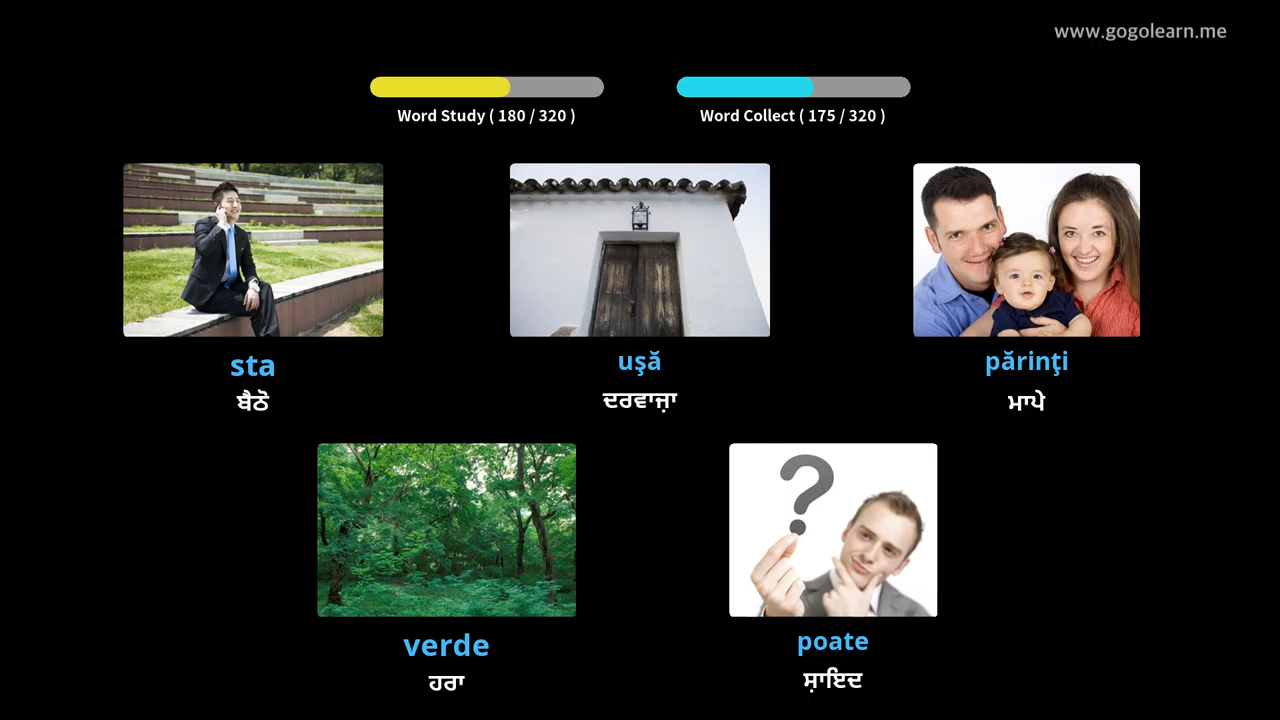 www.gogolearn.me
Word Study ( 180 / 320 )
Word Collect ( 175 / 320 )
sta
ਬੈਠੋ
uşă
ਦਰਵਾਜ਼ਾ
părinţi
ਮਾਪੇ
verde
ਹਰਾ
poate
ਸ਼ਾਇਦ